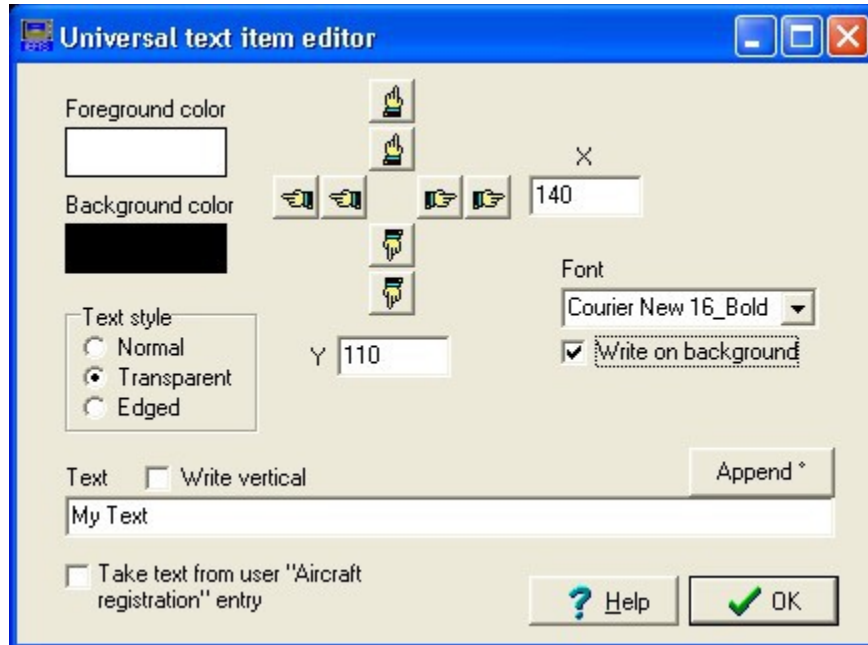 Universal text item editor
Foreground color
X
140
Background color
Font
Courier New 16_Bold
Text style
Normal
Y 110
Write on background
Transparent
Edged
Text Write vertical
Append °
My Text
Take text from user "Aircraft
registration" entry
Help
OK